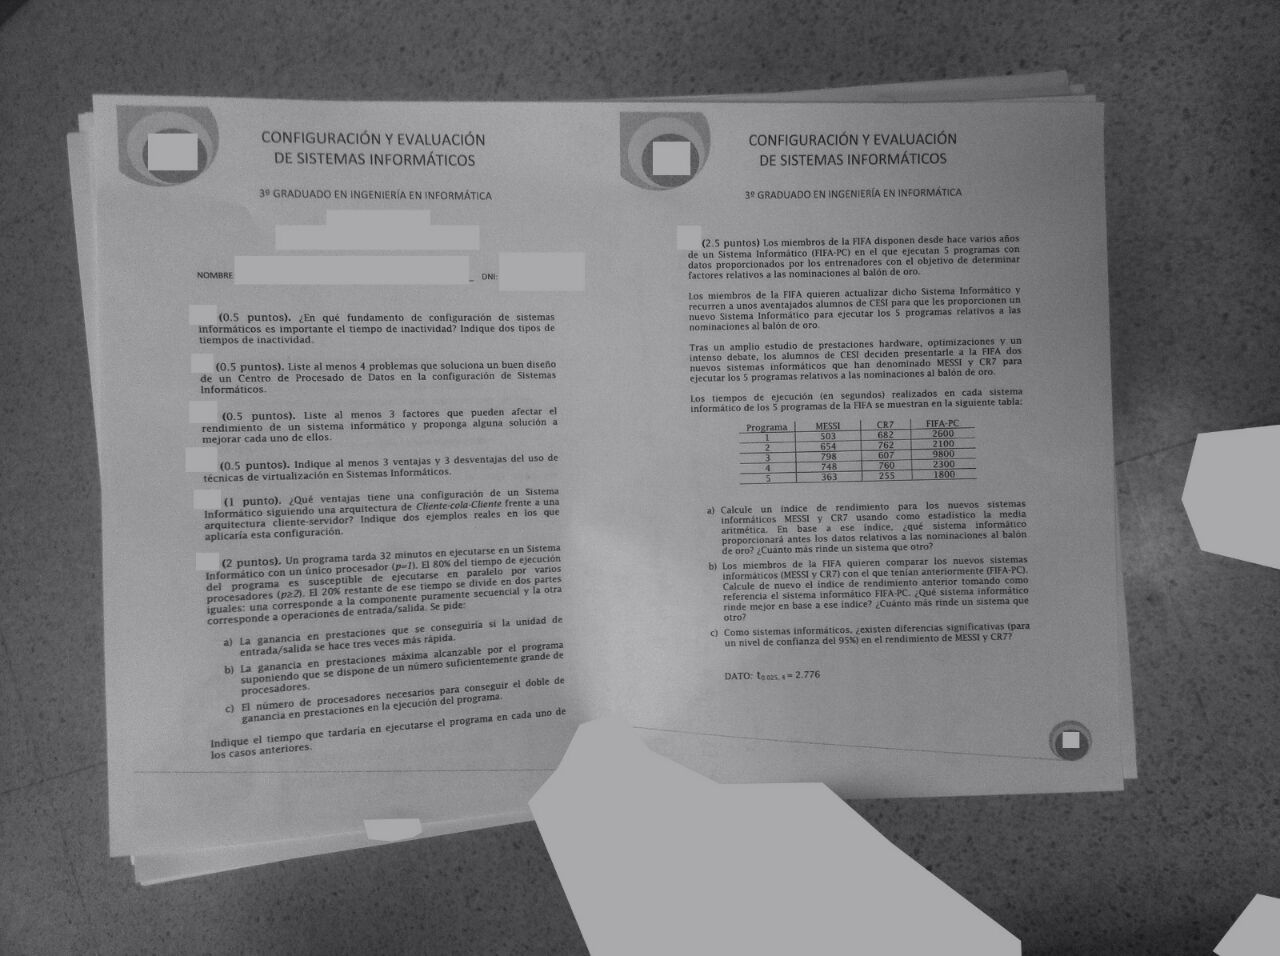 CONFIGURACIÓN Y EVALUACIÓN
DE SISTEMAS INFORMÁTICOS
3º GRADUADO EN INGENIERÍA EN INFORMÁTICA
NOMBRE
DNI:
(0.5 puntos). ¿En qué fundamento de configuración de sistemas
informáticos es importante el tiempo de inactividad? Indique dos tipos de
tiempos de inactividad.
(0.5 puntos). Liste al menos 4 problemas que soluciona un buen diseño
de un Centro de Procesado de Datos en la configuración de Sistemas
Informáticos.
(0.5 puntos). Liste al menos 3 factores que pueden afectar el
rendimiento de un sistema informático y proponga alguna solución a
mejorar cada uno de ellos.
(0.5 puntos). Indique al menos 3 ventajas y 3 desventajas del uso de
técnicas de virtualización en Sistemas Informáticos.
(1 punto). ¿Qué ventajas tiene una configuración de un Sistema
Informático siguiendo una arquitectura de Cliente-cola-Cliente frente a una
arquitectura cliente-servidor? Indique dos ejemplos reales en los que
aplicaría esta configuración.
(2 puntos). Un programa tarda 32 minutos en ejecutarse en un Sistema
Informático con un único procesador (p=1). El 80% del tiempo de ejecución
del programa es susceptible de ejecutarse en paralelo por varios
procesadores (p≥2). El 20% restante de ese tiempo se divide en dos partes
iguales: una corresponde a la componente puramente secuencial y la otra
corresponde a operaciones de entrada/salida. Se pide:
a) La ganancia en prestaciones que se conseguiría si la unidad de
entrada/salida se hace tres veces más rápida.
b) La ganancia en prestaciones máxima alcanzable por el programa
suponiendo que se dispone de un número suficientemente grande de
procesadores.
c) El número de procesadores necesarios para conseguir el doble de
ganancia en prestaciones en la ejecución del programa.
Indique el tiempo que tardaría en ejecutarse el programa en cada uno de
los casos anteriores.
CONFIGURACIÓN Y EVALUACIÓN
DE SISTEMAS INFORMÁTICOS
3º GRADUADO EN INGENIERÍA EN INFORMÁTICA
(2.5 puntos) Los miembros de la FIFA disponen desde hace varios años
de un Sistema Informático (FIFA-PC) en el que ejecutan 5 programas con
datos proporcionados por los entrenadores con el objetivo de determinar
factores relativos a las nominaciones al balón de oro.
Los miembros de la FIFA quieren actualizar dicho Sistema Informático y
recurren a unos aventajados alumnos de CESI para que les proporcionen un
nuevo Sistema Informático para ejecutar los 5 programas relativos a las
nominaciones al balón de oro.
Tras un amplio estudio de prestaciones hardware, optimizaciones y un
intenso debate, los alumnos de CESI deciden presentarle a la FIFA dos
nuevos sistemas informáticos que han denominado MESSI y CR7 para
ejecutar los 5 programas relativos a las nominaciones al balón de oro.
Los tiempos de ejecución (en segundos) realizados en cada sistema
informático de los 5 programas de la FIFA se muestran en la siguiente tabla:
Programa MESSI CR7 FIFA-PC
1 503 682 2600
2 654 762 2100
3 798 607 9800
4 748 760 2300
5 363 255 1800
a) Calcule un índice de rendimiento para los nuevos sistemas
informáticos MESSI y CR7 usando como estadístico la media
aritmética. En base a ese índice, ¿qué sistema informático
proporcionará antes los datos relativos a las nominaciones al balón
de oro? ¿Cuánto más rinde un sistema que otro?
b) Los miembros de la FIFA quieren comparar los nuevos sistemas
informáticos (MESSI y CR7) con el que tenían anteriormente (FIFA-PC).
Calcule de nuevo el índice de rendimiento anterior tomando como
referencia el sistema informático FIFA-PC. ¿Qué sistema informático
rinde mejor en base a ese índice? ¿Cuánto más rinde un sistema que
otro?
c) Como sistemas informáticos, ¿existen diferencias significativas (para
un nivel de confianza del 95%) en el rendimiento de MESSI y CR7?
DATO: t0.025, 4 = 2.776